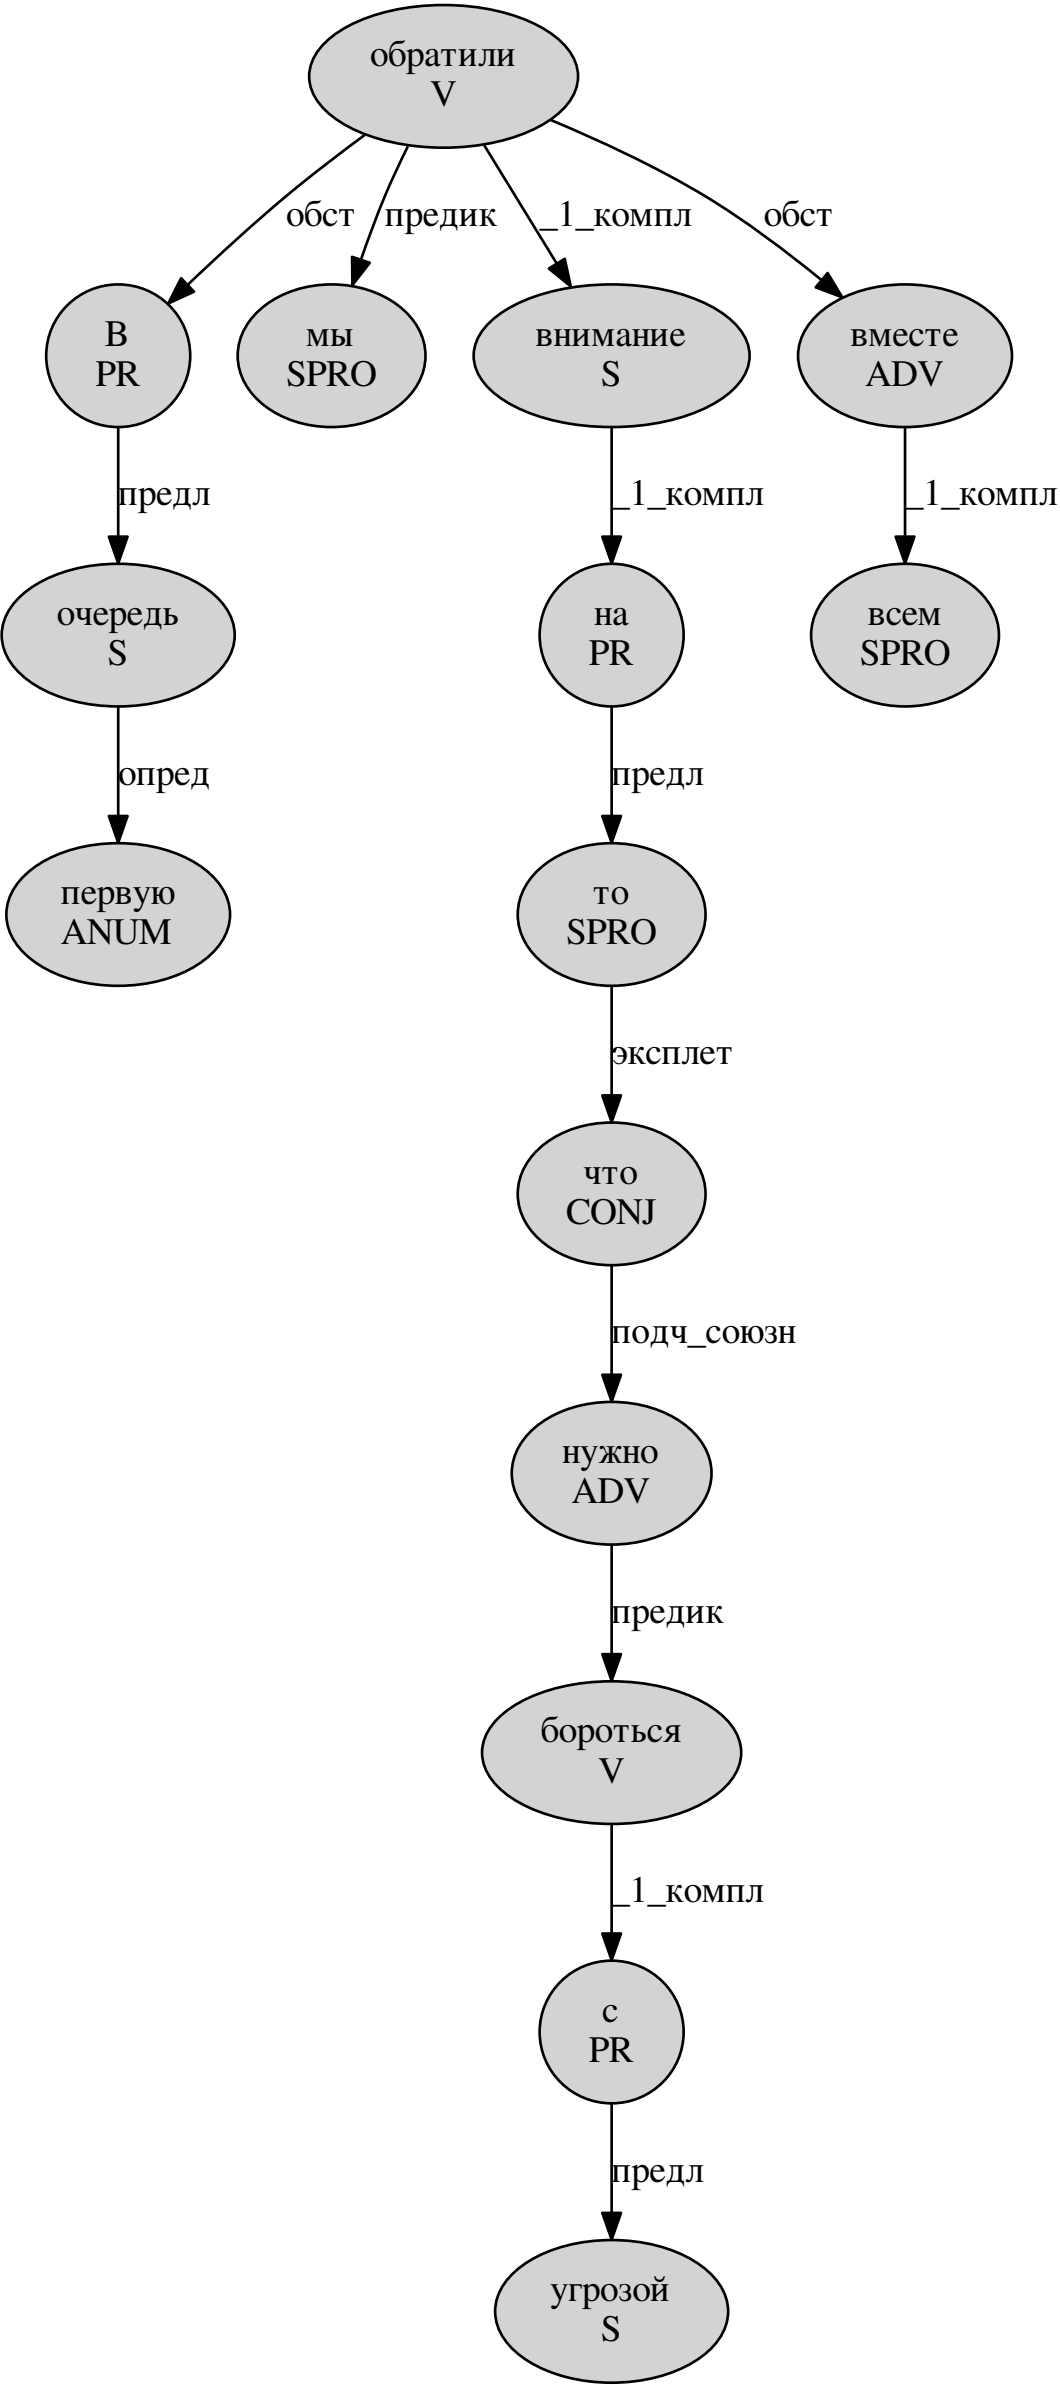 обратили
V
обст
предик
_1_компл
обст
В
PR
мы
SPRO
внимание
S
вместе
ADV
предл
_1_компл
_1_компл
очередь
S
на
PR
всем
SPRO
опред
предл
первую
ANUM
то
SPRO
эксплет
что
CONJ
подч_союзн
нужно
ADV
предик
бороться
V
_1_компл
с
PR
предл
угрозой
S